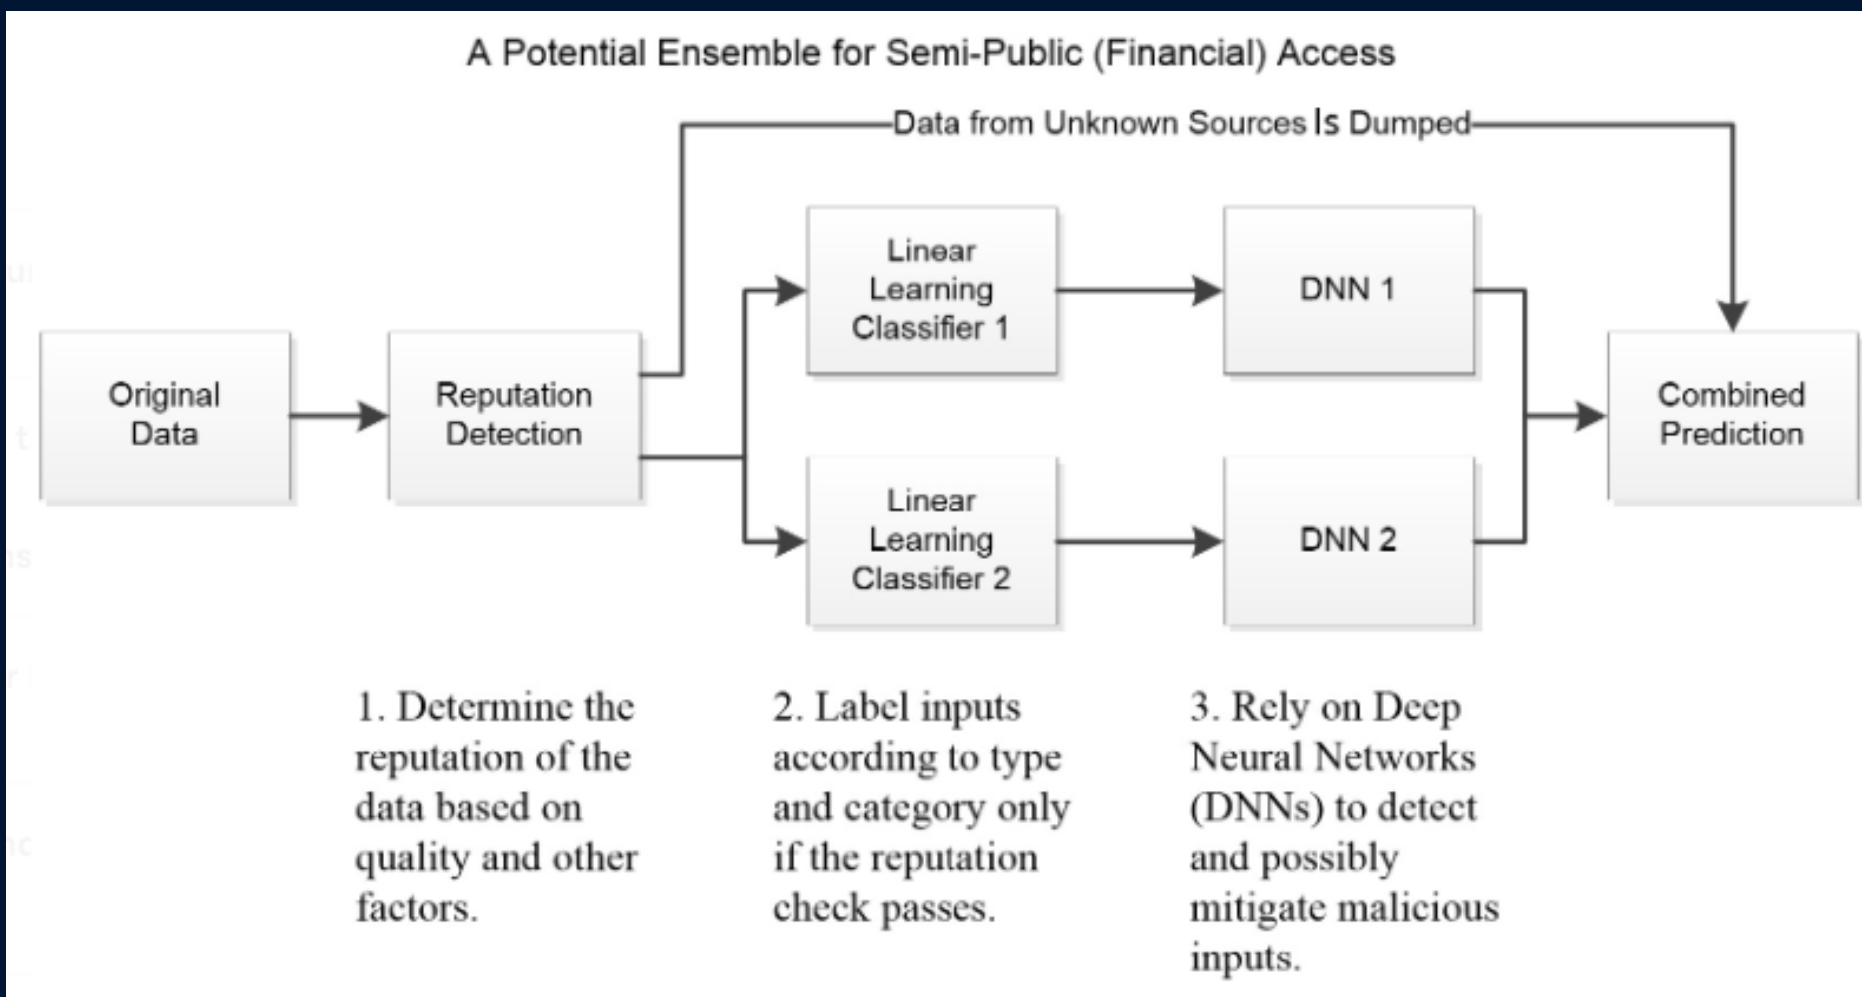 A Potential Ensemble for Semi-Public (Financial) Access
Data from Unknown Sources Is Dumped
Original
Data
Reputation
Detection
Linear
Learning
Classifier 1
DNN 1
Linear
Learning
Classifier 2
DNN 2
Combined
Prediction
1. Determine the
reputation of the
data based on
quality and other
factors.
2. Label inputs
according to type
and category only
if the reputation
check passes.
3. Rely on Deep
Neural Networks
(DNNs) to detect
and possibly
mitigate malicious
inputs.